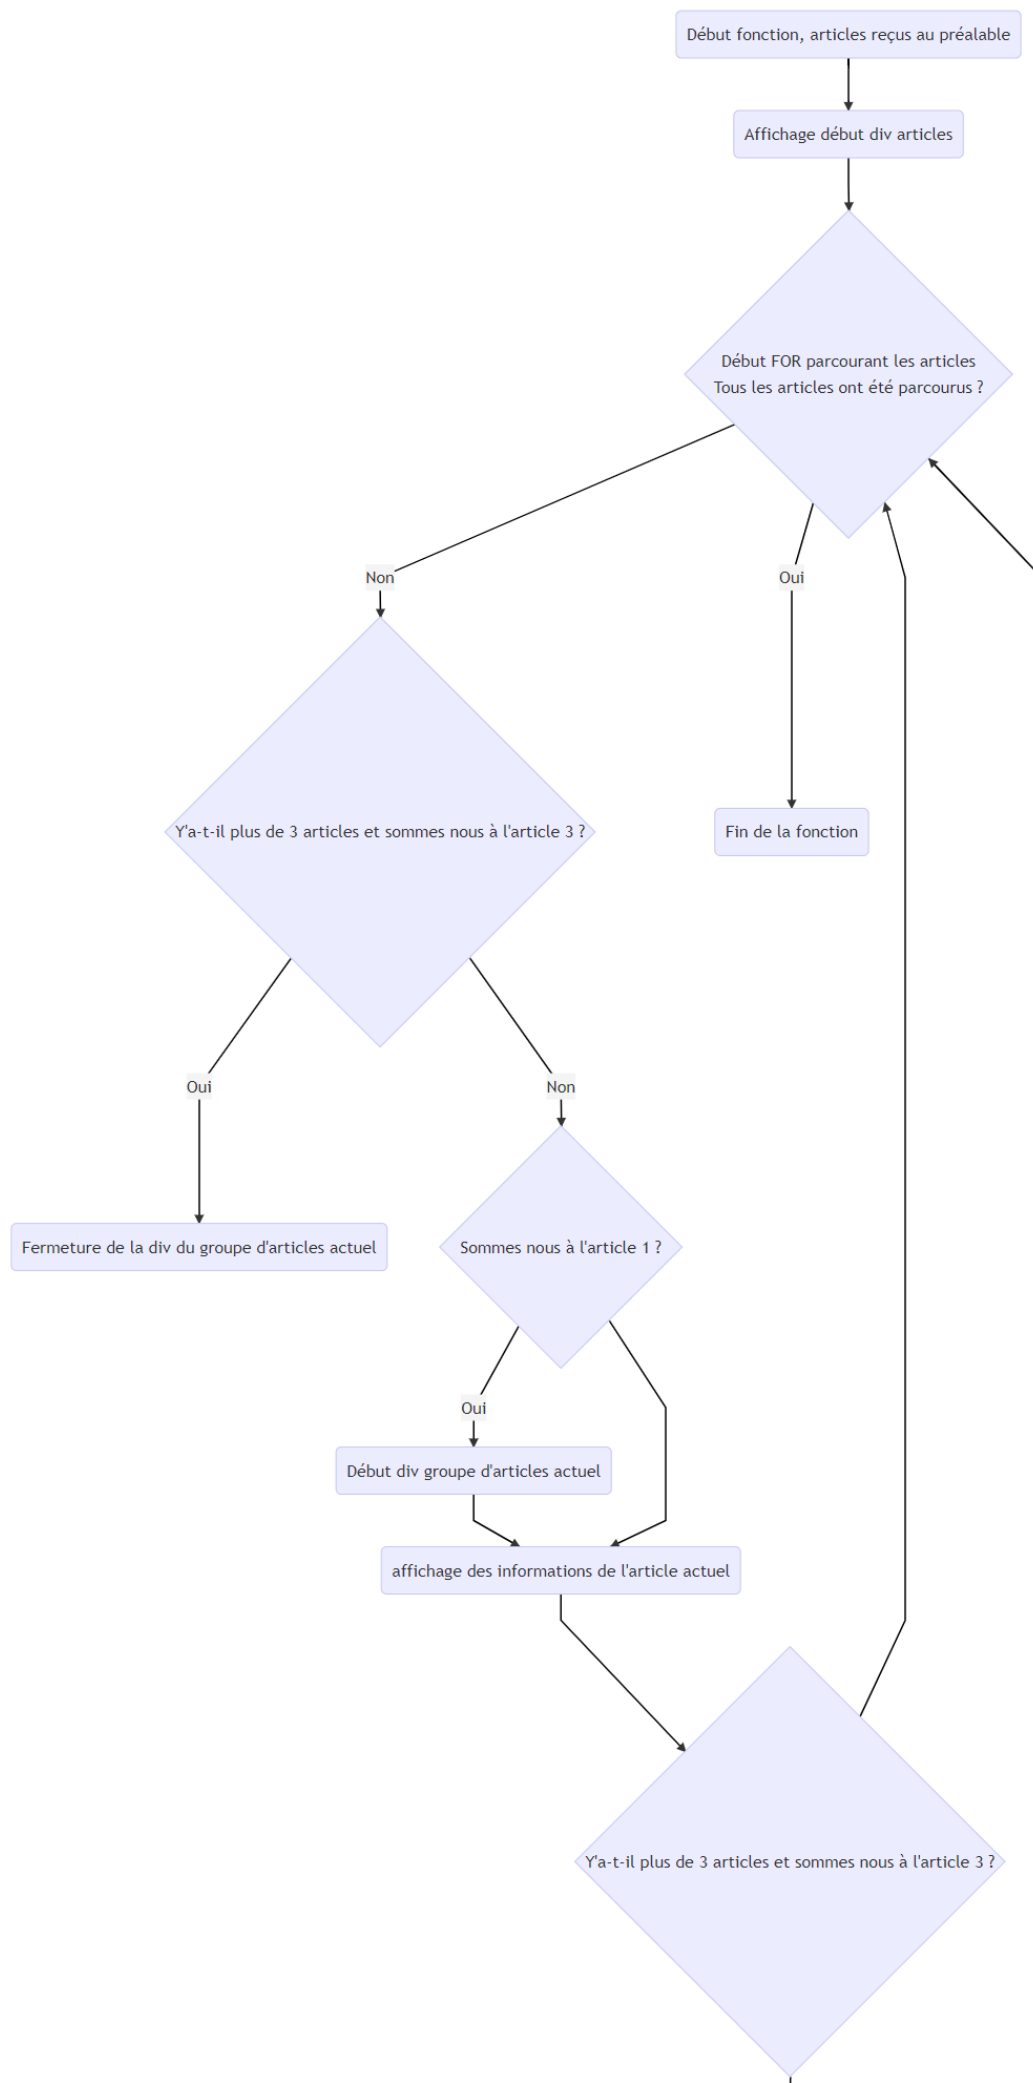 Début fonction, articles reçus au préalable
Affichage début div articles
Début FOR parcourant les articles
Tous les articles ont été parcourus ?
Non
Oui
Y'a-t-il plus de 3 articles et sommes nous à l'article 3 ?
Fin de la fonction
Oui
Non
Fermeture de la div du groupe d'articles actuel
Sommes nous à l'article 1 ?
Oui
Début div groupe d'articles actuel
affichage des informations de l'article actuel
Y'a-t-il plus de 3 articles et sommes nous à l'article 3 ?